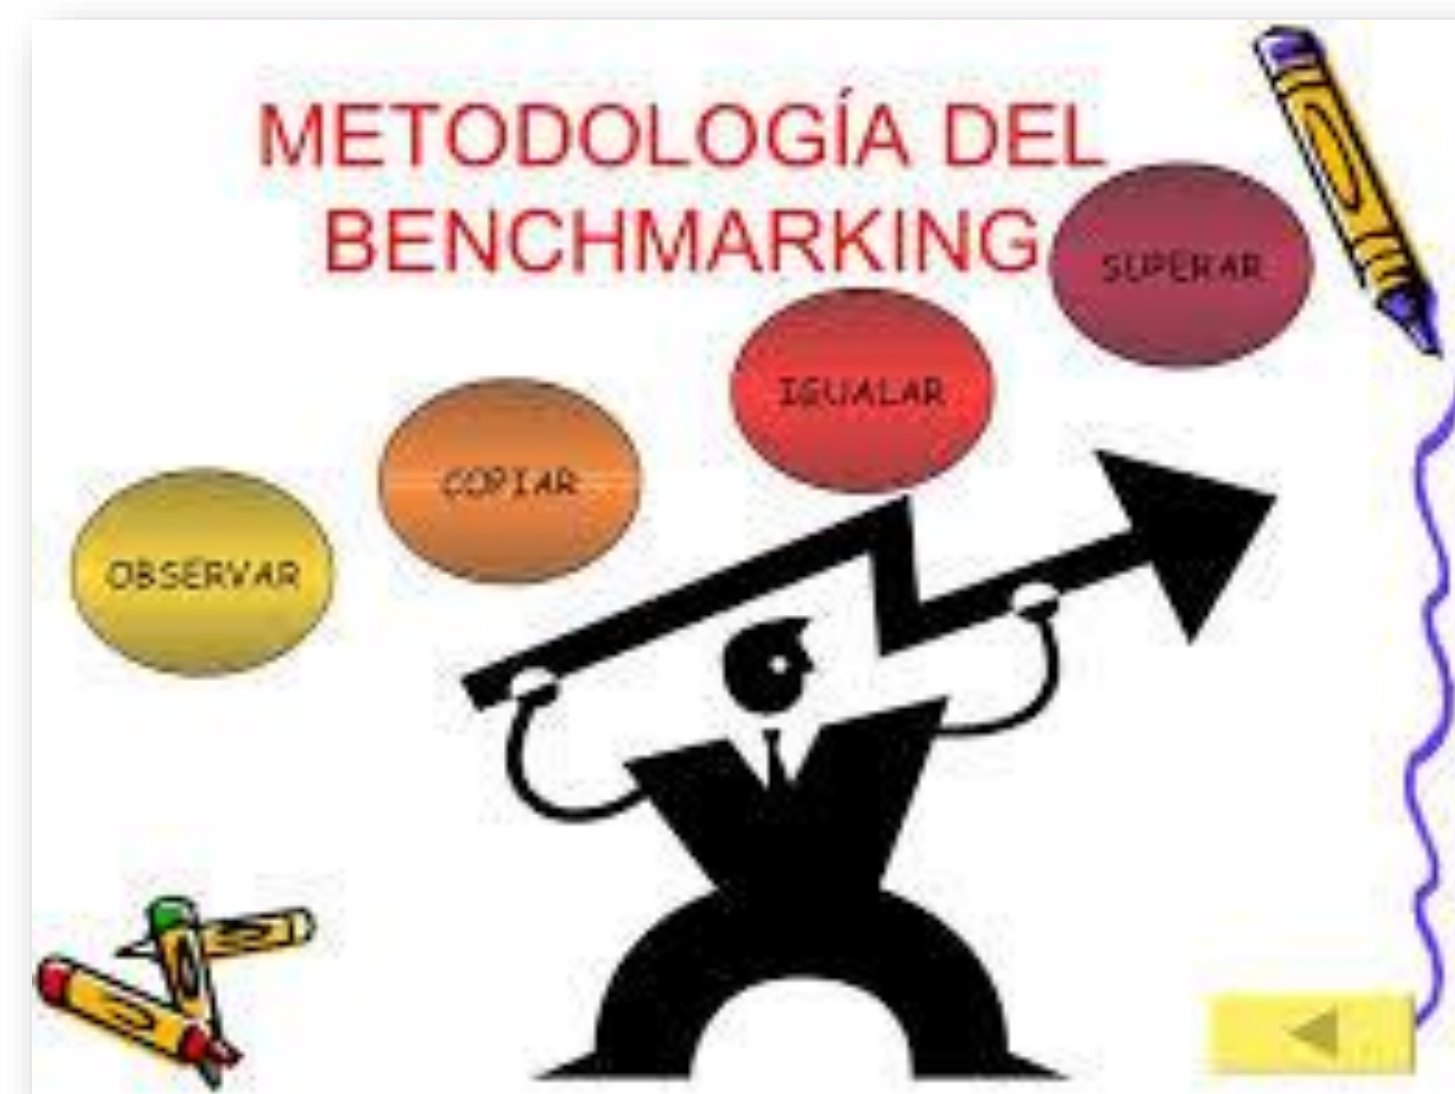 METODOLOGÍA DEL
BENCHMARKING
SUPERAR
IGUALAR
COPIAR
OBSERVAR